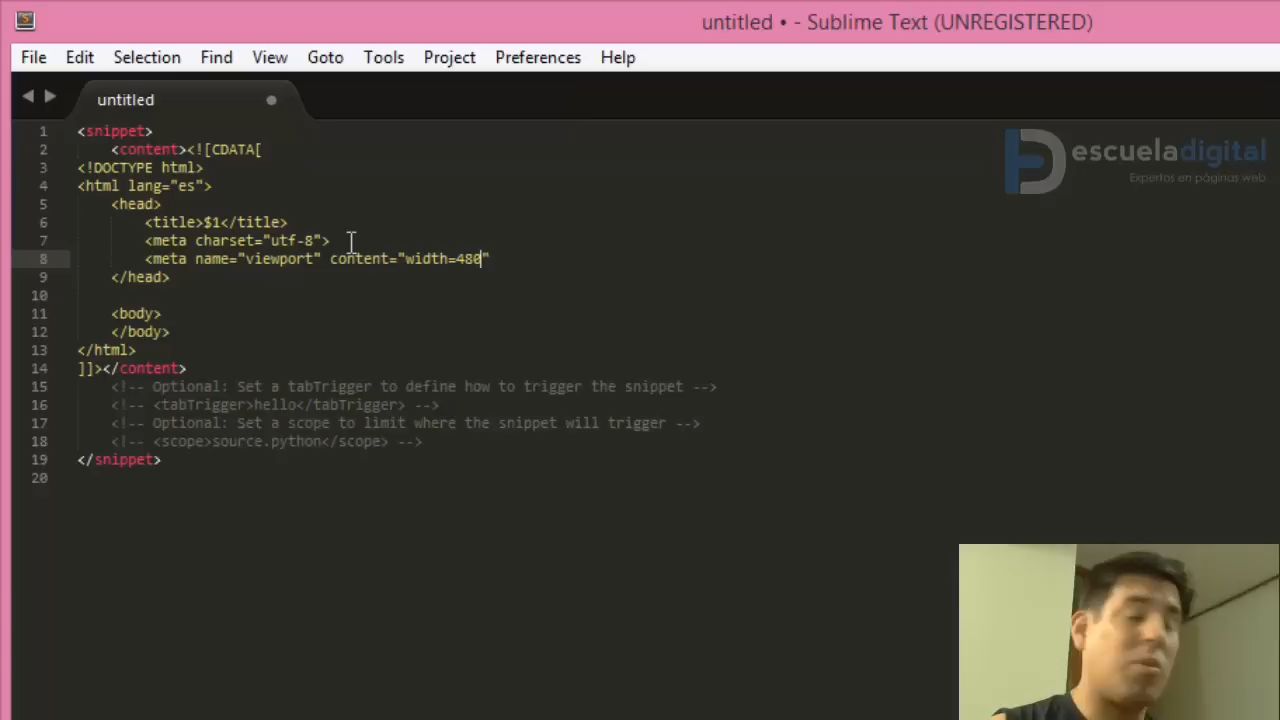 untitled • - Sublime Text (UNREGISTERED)
File Edit Selection Find View Goto Tools Project Preferences Help
untitled
1 <snippet>
2 <content><![CDATA[
3 <!DOCTYPE html>
4 <html lang="es">
5 <head>
6 <title>$1</title>
7 <meta charset="utf-8">
8 <meta name="viewport" content="width=480"
9 </head>
10
11 <body>
12 </body>
13 </html>
14 ]]></content>
15 <!-- Optional: Set a tabTrigger to define how to trigger the snippet -->
16 <!-- <tabTrigger>hello</tabTrigger> -->
17 <!-- Optional: Set a scope to limit where the snippet will trigger -->
18 <!-- <scope>source.python</scope> -->
19 </snippet>
20
escueladigital
Expertos en páginas web